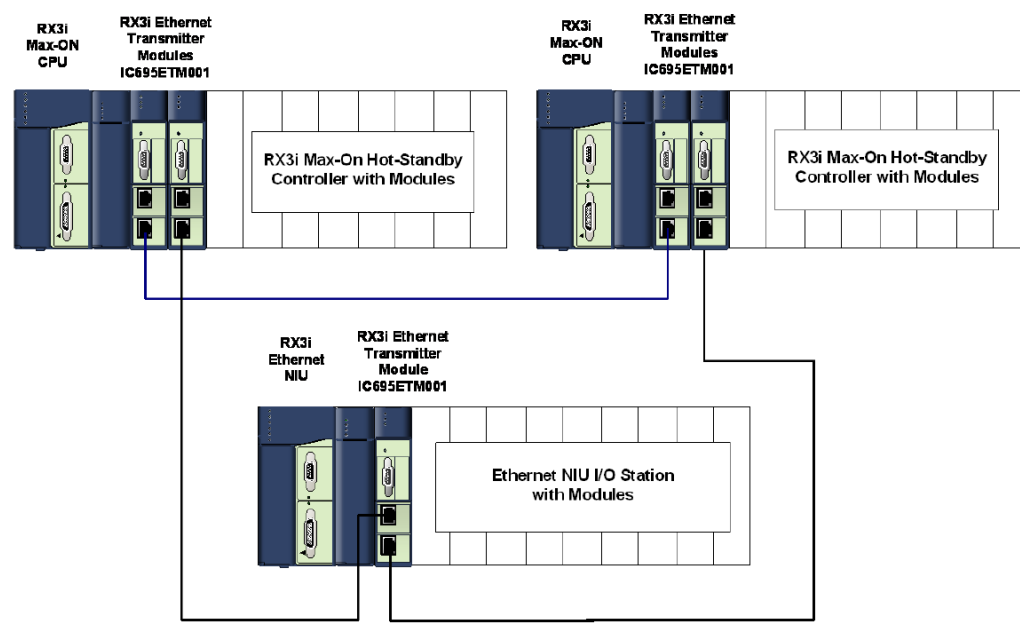 RX3i
Max-ON
CPU
RX3i Ethernet
Transmitter
Modules
IC695ETM001
RX3i
Max-ON
CPU
RX3i Ethernet
Transmitter
Modules
IC695ETM001
RX3i Max-On Hot-Standby
Controller with Modules
RX3i Max-On Hot-Standby
Controller with Modules
RX3i
Ethernet
NIU
RX3i Ethernet
Transmitter
Module
IC695ETM001
Ethernet NIU I/O Station
with Modules